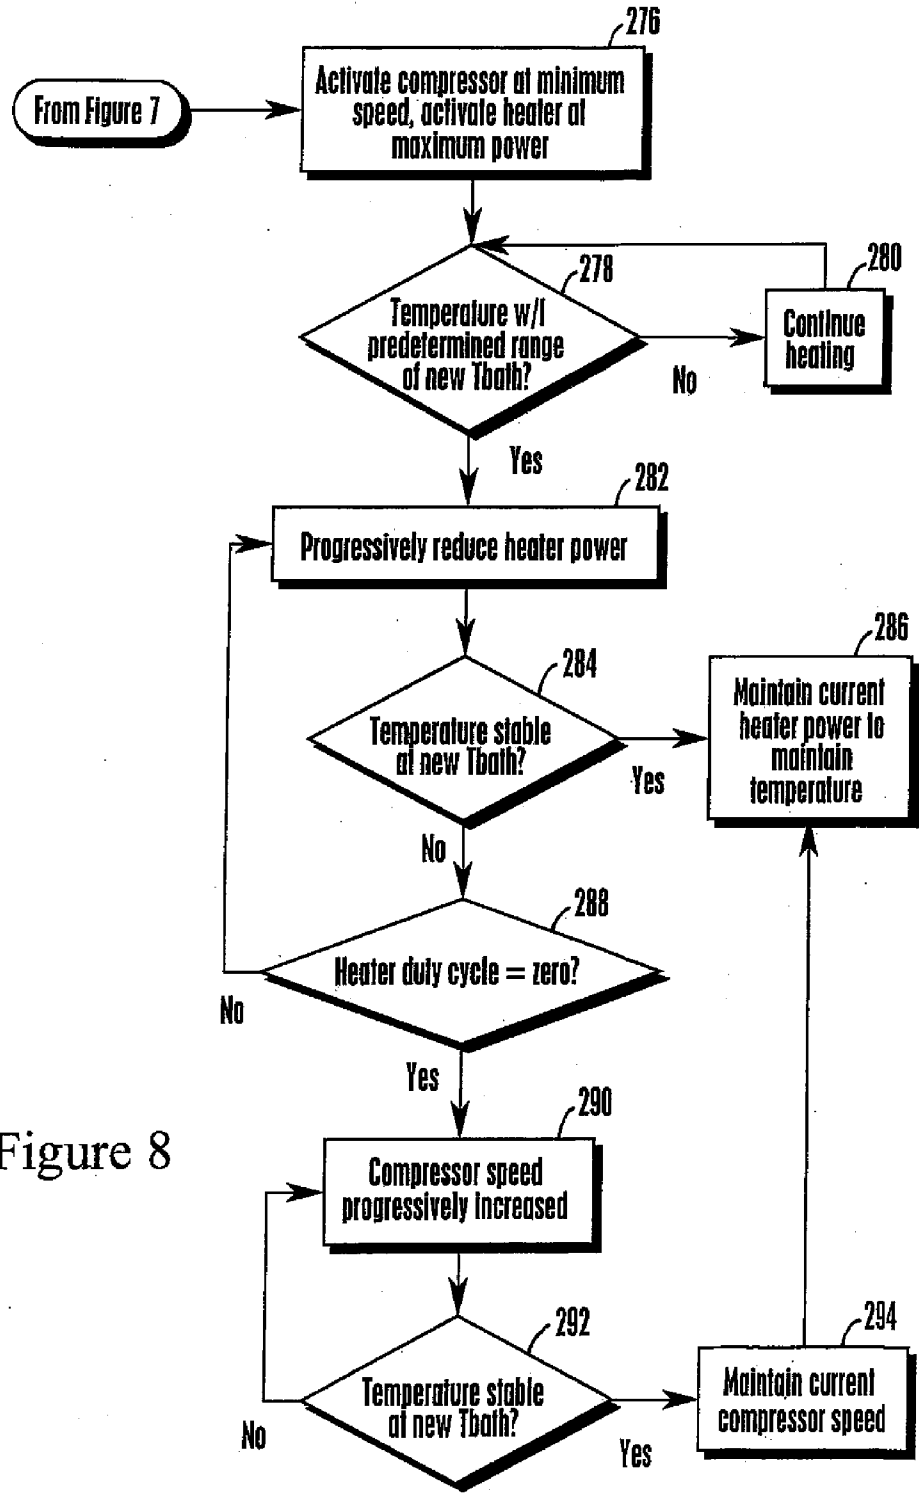 276
From Figure 7
Activate compressor at minimum
speed, activate heater at
maximum power
278
280
Temperature w/i
predetermined range
of new Tbath?
Continue
heating
No
Yes
282
Progressively reduce heater power
284
286
Temperature stable
at new Tbath?
Maintain current
heater power to
maintain
temperature
Yes
No
288
Heater duty cycle = zero?
No
Yes
290
Figure 8
Compressor speed
progressively increased
292
294
Temperature stable
at new Tbath?
Maintain current
compressor speed
No
Yes